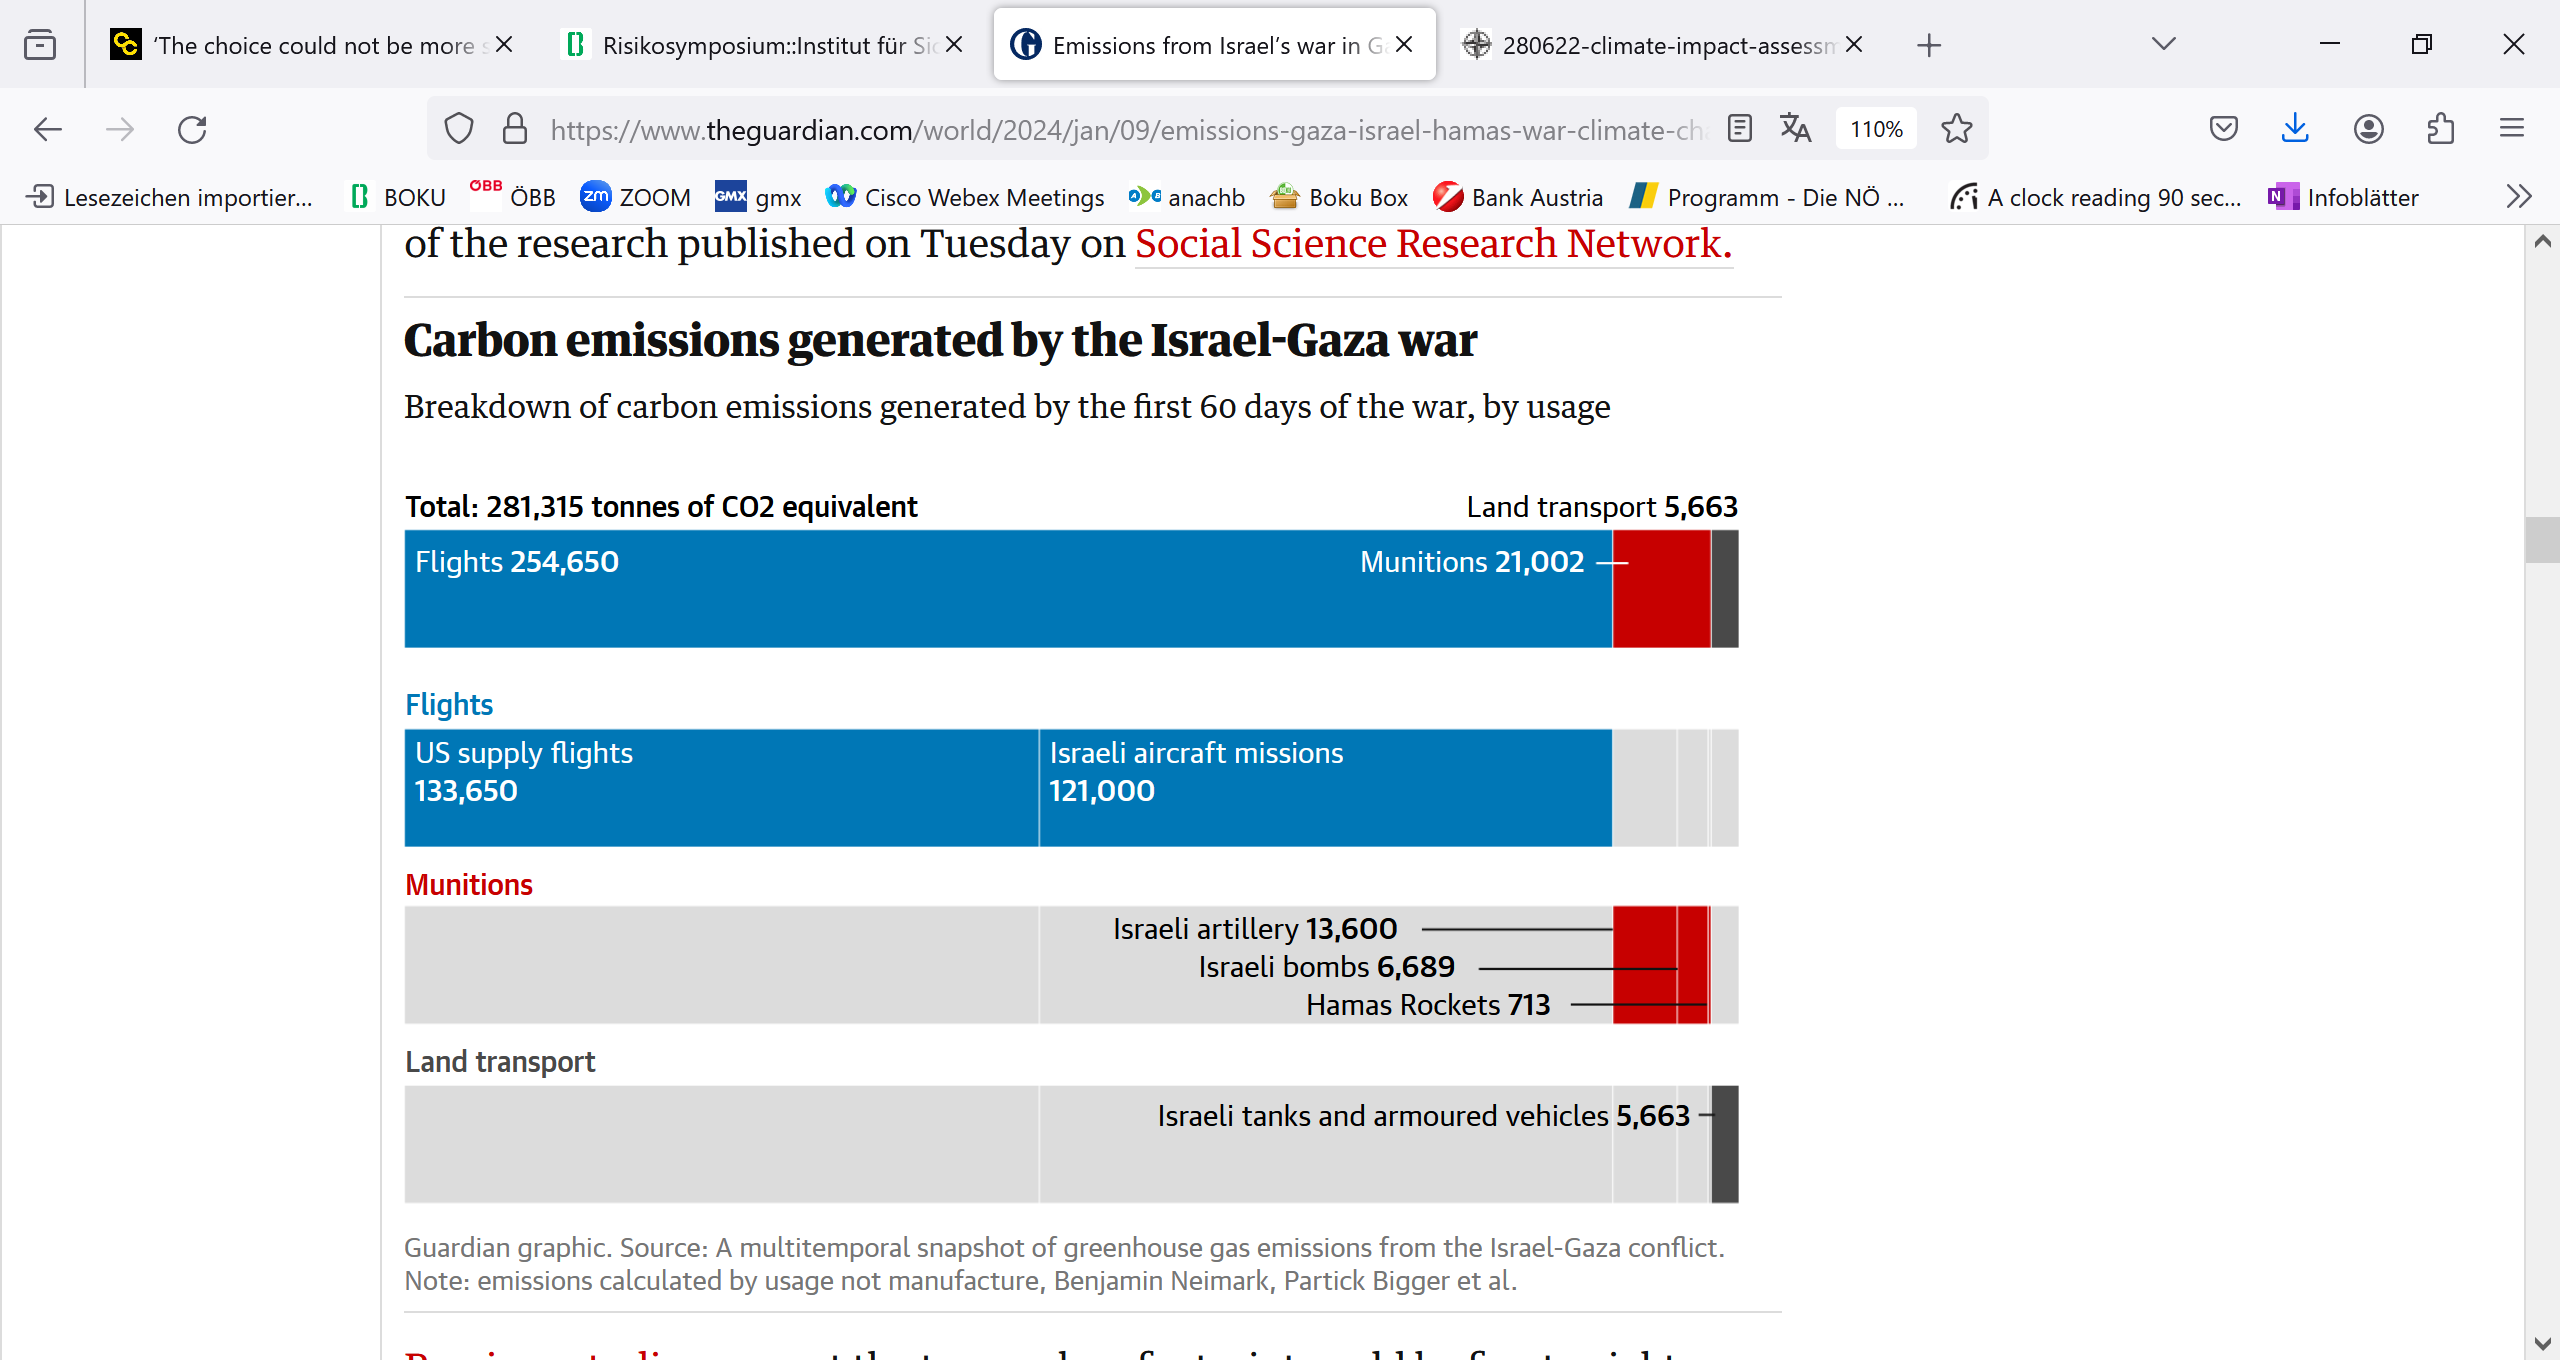 ‘The choice could not be more
Risikosymposium::Institut für Sic
Emissions from Israel’s war in Ga
280622-climate-impact-assessm
https://www.theguardian.com/world/2024/jan/09/emissions-gaza-israel-hamas-war-climate-cha
110%
Lesezeichen importier...
BOKU
ÖBB
ÖBB
zm
ZOOM
GMX
gmx
Cisco Webex Meetings
anachb
Boku Box
Bank Austria
Programm - Die NÖ ...
A clock reading 90 sec...
Infoblätter
of the research published on Tuesday on Social Science Research Network.
Carbon emissions generated by the Israel-Gaza war
Breakdown of carbon emissions generated by the first 60 days of the war, by usage
Total: 281,315 tonnes of CO2 equivalent
Land transport 5,663
Flights 254,650
Munitions 21,002
Flights
US supply flights
133,650
Israeli aircraft missions
121,000
Munitions
Israeli artillery 13,600
Israeli bombs 6,689
Hamas Rockets 713
Land transport
Israeli tanks and armoured vehicles 5,663
Guardian graphic. Source: A multitemporal snapshot of greenhouse gas emissions from the Israel-Gaza conflict.
Note: emissions calculated by usage not manufacture, Benjamin Neimark, Partick Bigger et al.